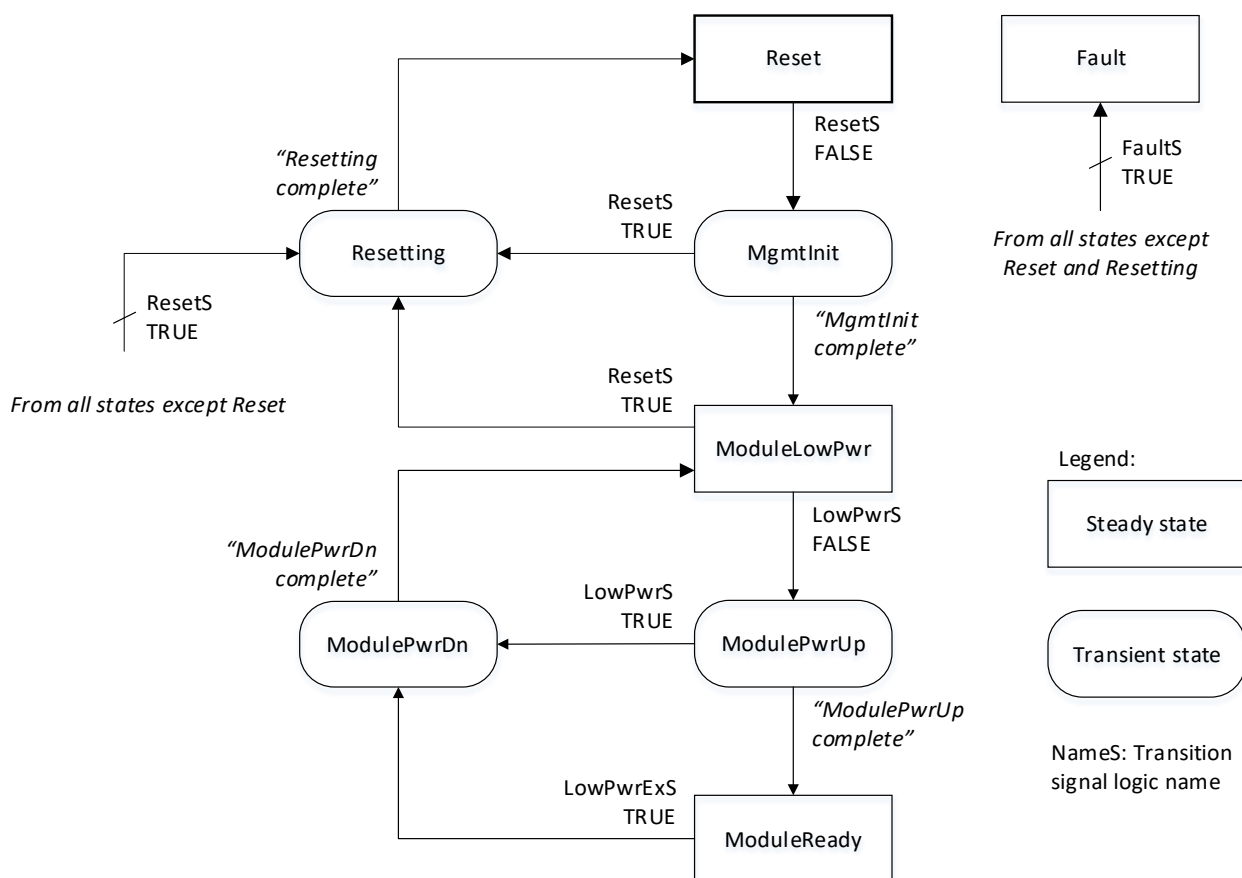 Reset
Fault
ResetS
FALSE
FaultS
TRUE
“Resetting
complete”
ResetS
TRUE
Resetting
MgmtInit
From all states except
Reset and Resetting
ResetS
TRUE
“MgmtInit
complete”
From all states except Reset
ResetS
TRUE
ModuleLowPwr
Legend:
Steady state
LowPwrS
FALSE
“ModulePwrDn
complete”
LowPwrS
TRUE
ModulePwrDn
ModulePwrUp
Transient state
“ModulePwrUp
complete”
NameS: Transition
signal logic name
LowPwrExS
TRUE
ModuleReady